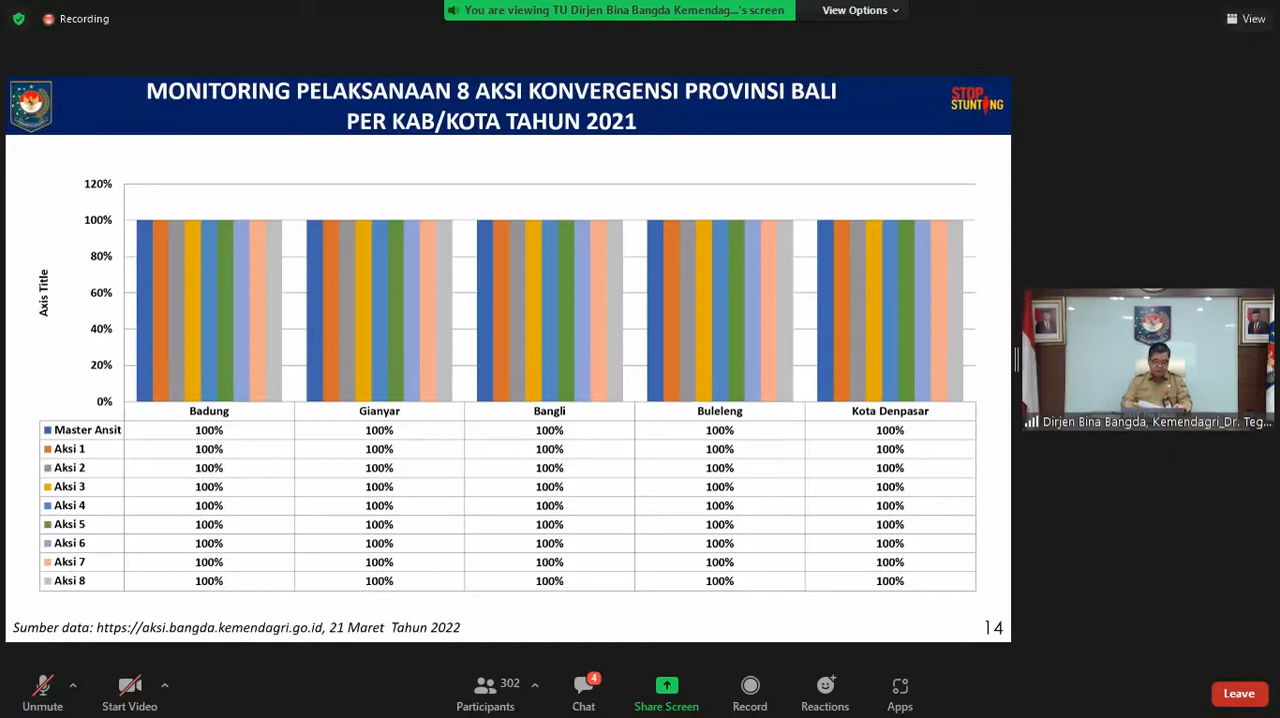 Recording
You are viewing TU Dirjen Bina Bangda Kemendag...'s screen
View Options
View
MONITORING PELAKSANAAN 8 AKSI KONVERGENSI PROVINSI BALI
PER KAB/KOTA TAHUN 2021
STOP
STUNTING
120%
100%
80%
60%
40%
20%
0%
Axis Title
Badung Gianyar Bangli Buleleng Kota Denpasar
Master Ansit 100% 100% 100% 100% 100%
Aksi 1 100% 100% 100% 100% 100%
Aksi 2 100% 100% 100% 100% 100%
Aksi 3 100% 100% 100% 100% 100%
Aksi 4 100% 100% 100% 100% 100%
Aksi 5 100% 100% 100% 100% 100%
Aksi 6 100% 100% 100% 100% 100%
Aksi 7 100% 100% 100% 100% 100%
Aksi 8 100% 100% 100% 100% 100%
Sumber data: https://aksi.bangda.kemendagri.go.id, 21 Maret Tahun 2022
14
Dirjen Bina Bangda, Kemendagri_Dr. Teg...
Unmute
Start Video
302
Participants
4
Chat
Share Screen
Record
Reactions
Apps
Leave